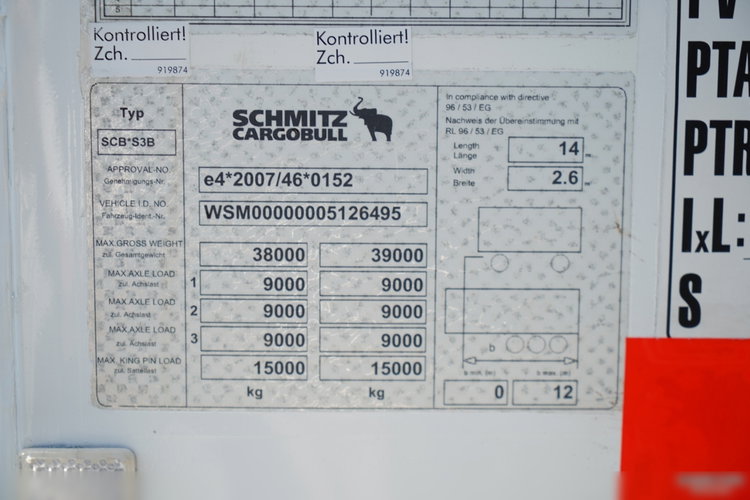 5
Kontrolliert!
Zch.
919874
Kontrolliert!
Zch.
919874
Typ
SCB*S3B
SCHMITZ
CARGOBULL
In compliance with directive
96 / 53 / EG
Nachweis der Übereinstimmung mit
RL 96 / 53 / EG
Length
Länge
14
m
Width
Breite
2.6
m
APPROVAL-NO.
Genehmigungs-Nr.
e4*2007/46*0152
VEHICLE I.D. NO.
Fahrzeug-Ident.-Nr.
WSM00000005126495
MAX.GROSS WEIGHT
zul. Gesamtgewicht
38000
39000
MAX.AXLE LOAD
zul. Achslast
1
9000
9000
MAX.AXLE LOAD
zul. Achslast
2
9000
9000
MAX.AXLE LOAD
zul. Achslast
3
9000
9000
MAX. KING PIN LOAD
zul. Sattellast
15000
15000
kg
kg
b
b min. (m)
b max. (m)
0
12
PTA
PTR
IxL:
S